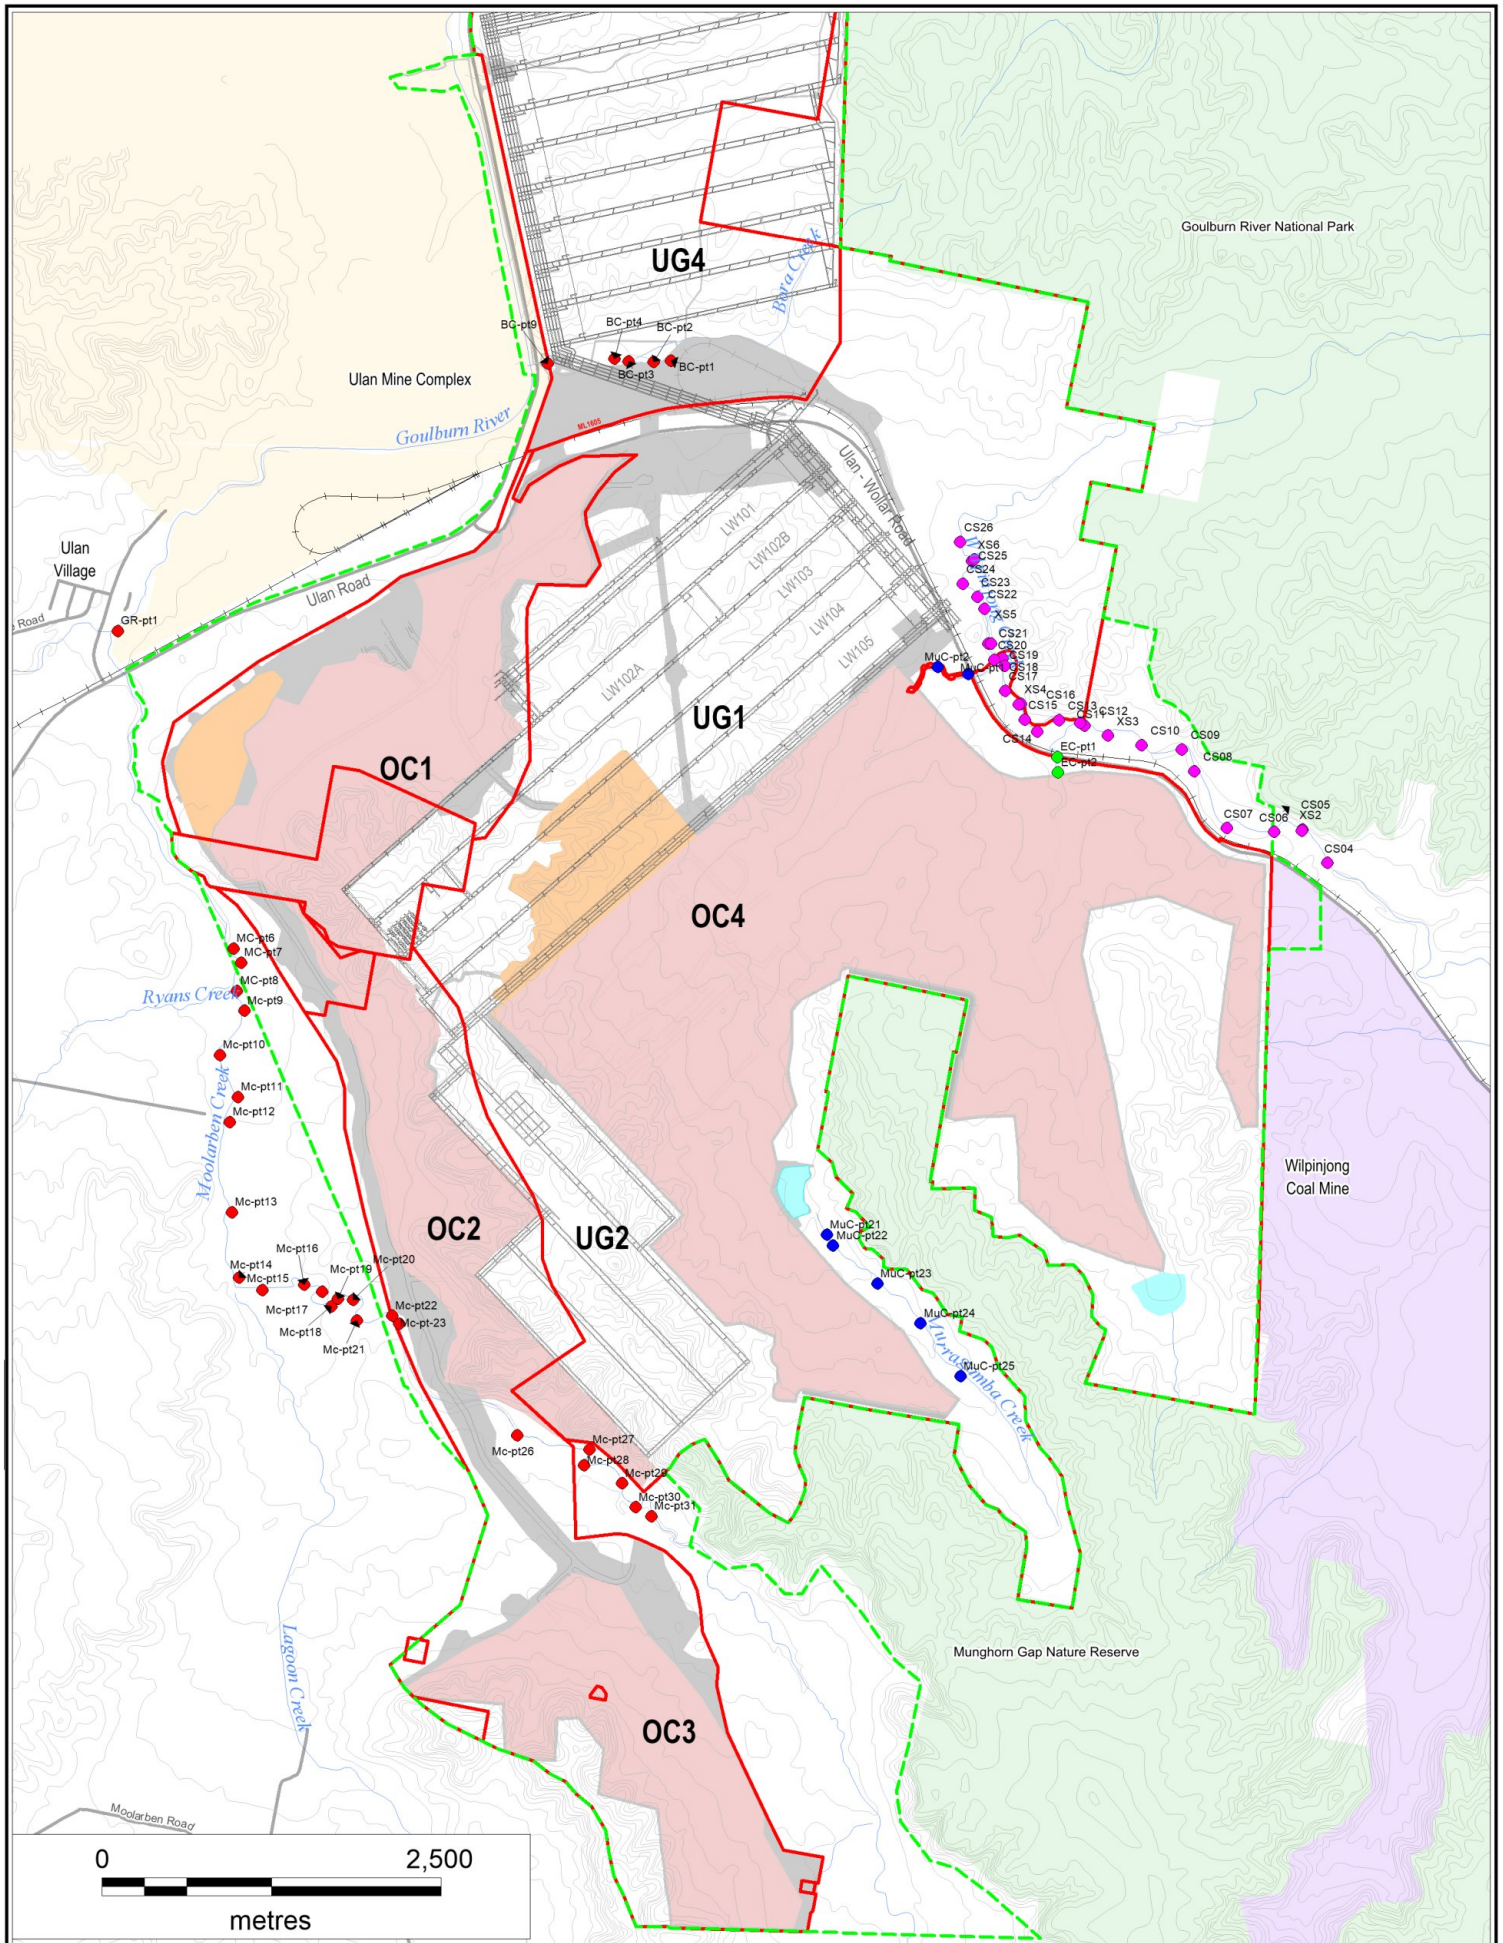 Goulburn River National Park
UG4
Bora Creek
BC-pt9
BC-pt4
BC-pt2
BC-pt3
BC-pt1
Ulan Mine Complex
Goulburn River
ML1605
Ulan - Wollar Road
LW101
LW102B
LW103
LW104
LW105
LW102A
Ulan
Village
Road
GR-pt1
Ulan Road
CS26
XS6
CS25
CS24
CS23
CS22
XS5
CS21
CS20
CS19
CS18
CS17
MuC-pt2
MuC-pt1
XS4
CS16
CS15
CS13
CS12
CS11
XS3
CS14
CS10
CS09
EC-pt1
EC-pt2
CS08
CS07
CS06
CS05
XS2
CS04
UG1
OC1
OC4
MC-pt6
MC-pt7
MC-pt8
Ryans Creek
Mc-pt9
Mc-pt10
Mc-pt11
Mc-pt12
Moolarben Creek
Mc-pt13
Wilpinjong
Coal Mine
OC2
UG2
MuC-pt21
MuC-pt22
MuC-pt23
MuC-pt24
MuC-pt25
Murragamba Creek
Mc-pt14
Mc-pt15
Mc-pt16
Mc-pt19
Mc-pt20
Mc-pt17
Mc-pt18
Mc-pt21
Mc-pt22
Mc-pt-23
Mc-pt26
Mc-pt27
Mc-pt28
Mc-pt29
Mc-pt30
Mc-pt31
Lagoon Creek
Munghorn Gap Nature Reserve
OC3
Moolarben Road
0 2,500
metres